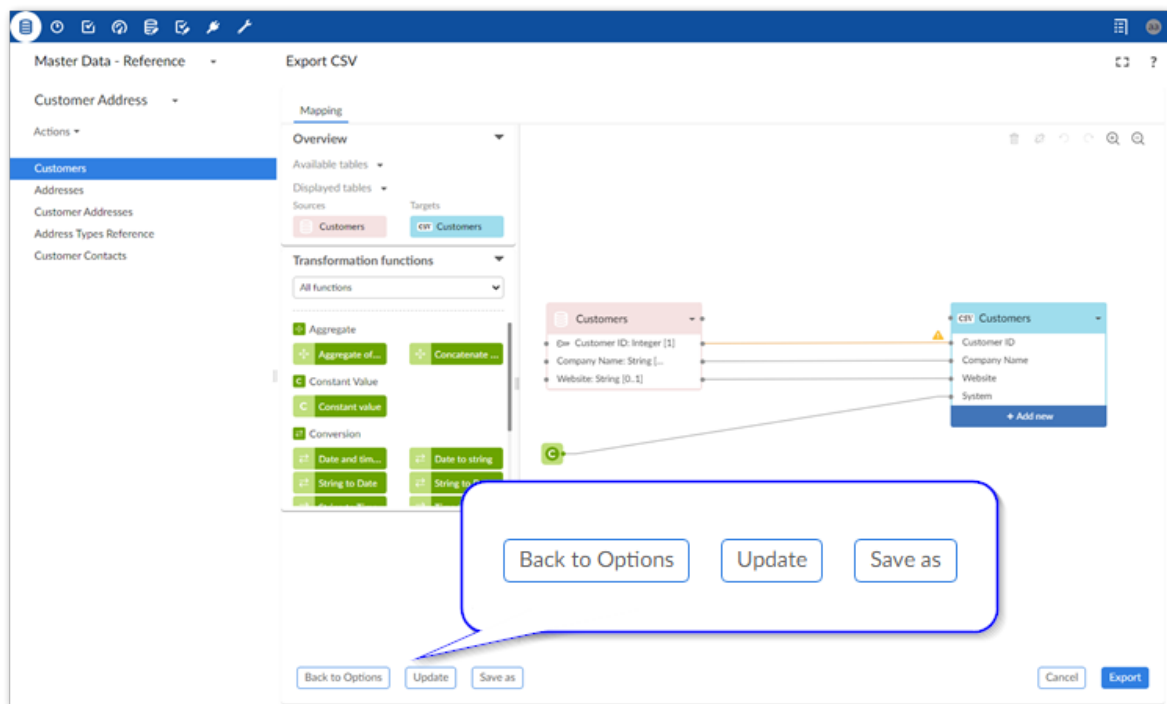 Master Data - Reference
Export CSV
?
Customer Address
Actions
Customers
Addresses
Customer Addresses
Address Types Reference
Customer Contacts
Mapping
Overview
Available tables
Displayed tables
Sources
Targets
Customers
CSV Customers
Transformation functions
All functions
Aggregate
Aggregate of...
Concatenate ...
C Constant Value
C Constant value
Conversion
Date and tim...
Date to string
String to Date
String to
Customers
Customer ID: Integer [1]
Company Name: String [...
Website: String [0..1]
C
CSV Customers
Customer ID
Company Name
Website
System
+ Add new
Back to Options
Update
Save as
Back to Options
Update
Save as
Cancel
Export